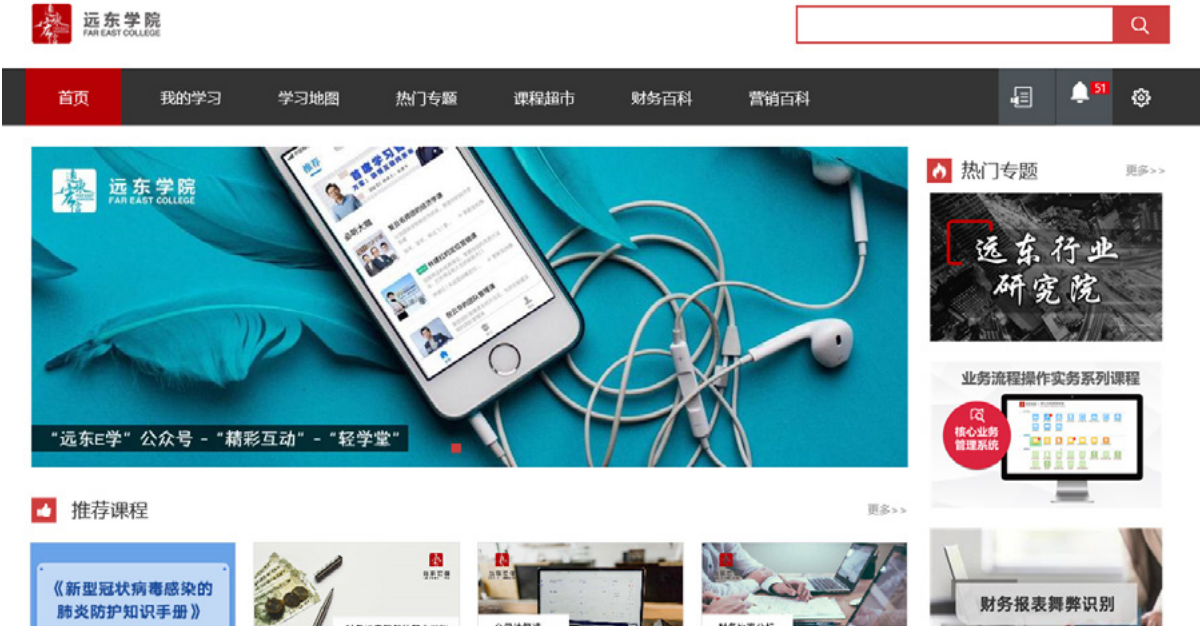 远东学院
FAR EAST COLLEGE
首页
我的学习
学习地图
热门专题
课程超市
财务百科
营销百科
51
远东学院
FAR EAST COLLEGE
推荐
必听大咖
“远东E学”公众号 -“精彩互动”-“轻学堂”
热门专题
更多>>
远东行业
研究院
业务流程操作实务系列课程
核心业务
管理系统
财务报表舞弊识别
推荐课程
更多>>
《新型冠状病毒感染的
肺炎防护知识手册》